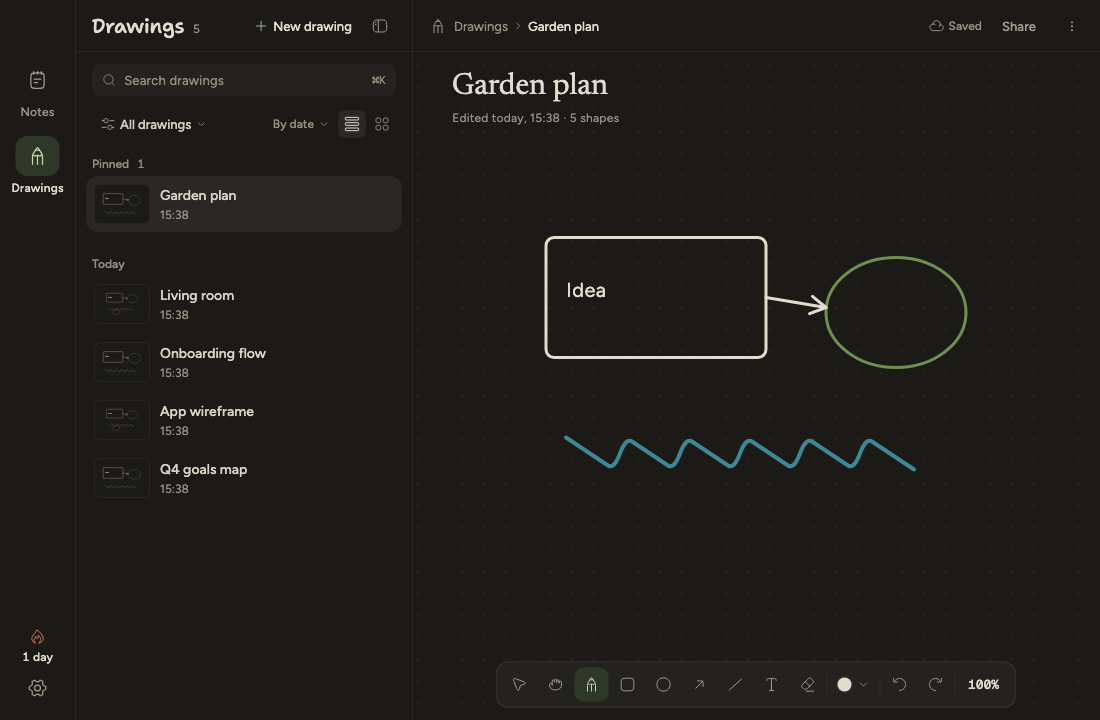 Drawings 5
New drawing
Drawings
Garden plan
Saved
Share
Search drawings
⌘K
All drawings
By date
Notes
Drawings
Pinned 1
Garden plan
15:38
Today
Living room
15:38
Onboarding flow
15:38
App wireframe
15:38
Q4 goals map
15:38
1 day
Garden plan
Edited today, 15:38 · 5 shapes
Idea
100%